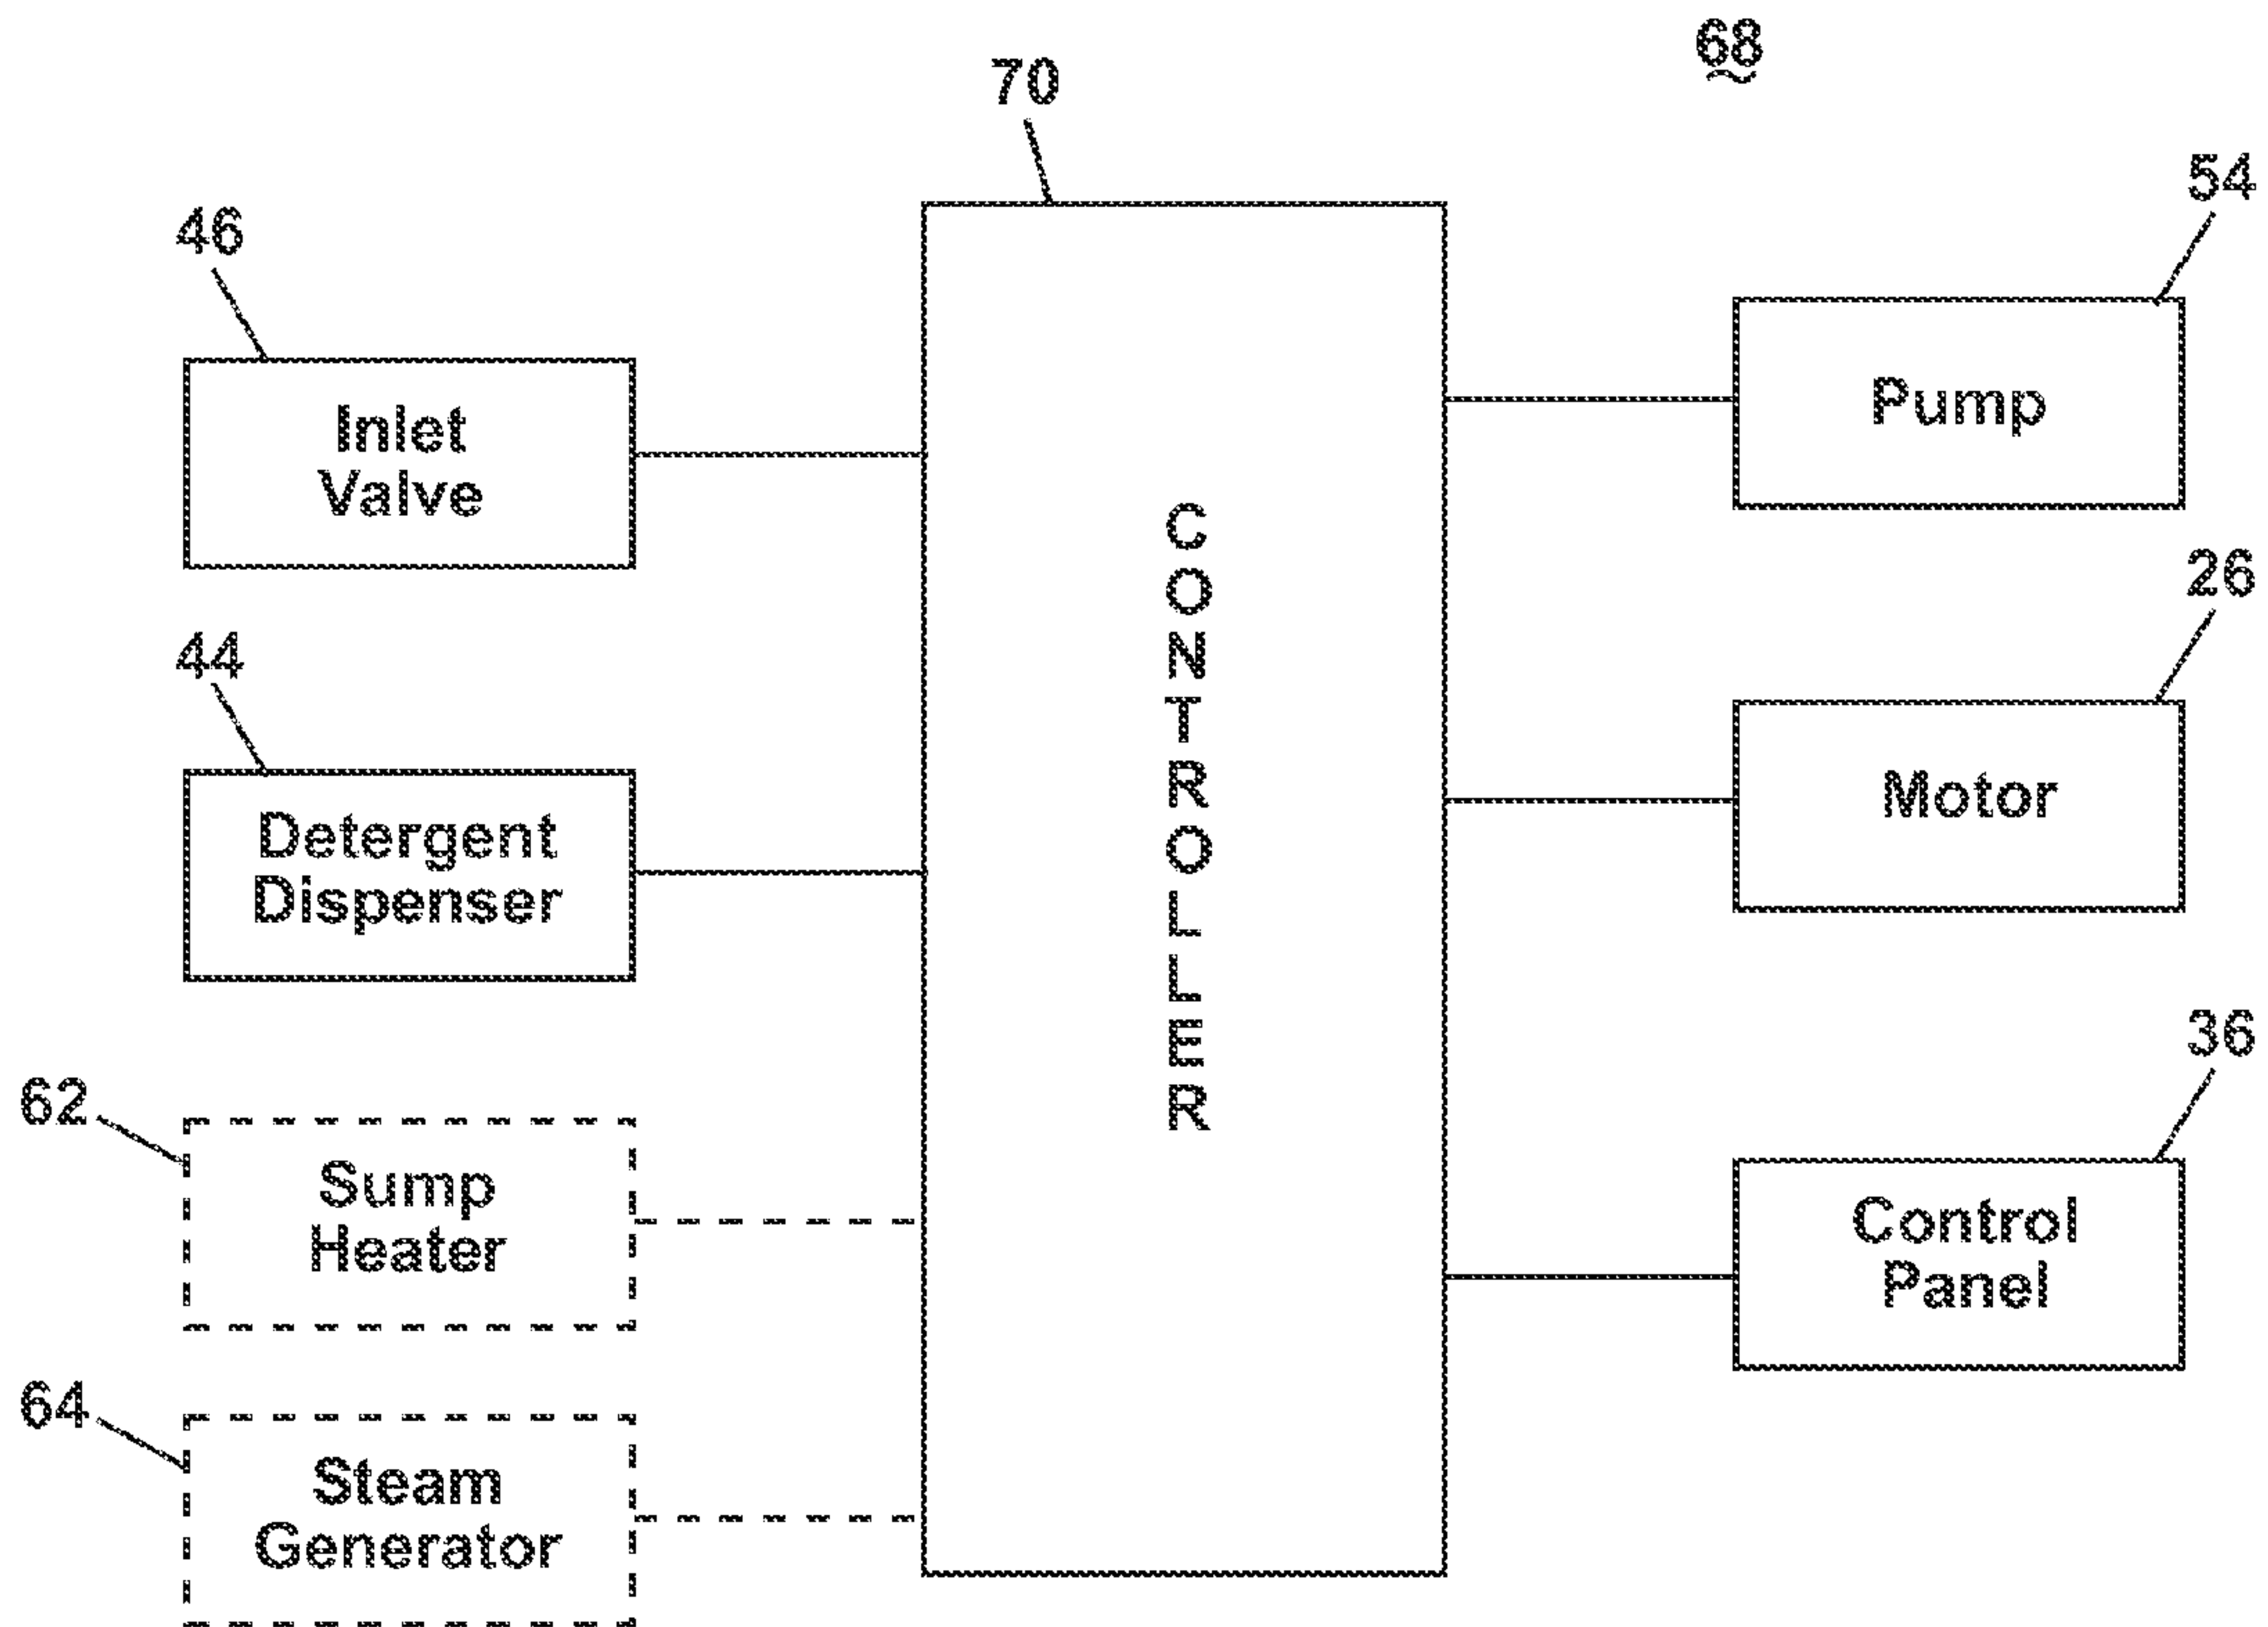 68
70
54
46
Pump
Inlet
Valve
26
44
Motor
Detergent
Dispenser
CONTROLLER
36
62
Sump
Heater
Control
Panel
64
Steam
Generator